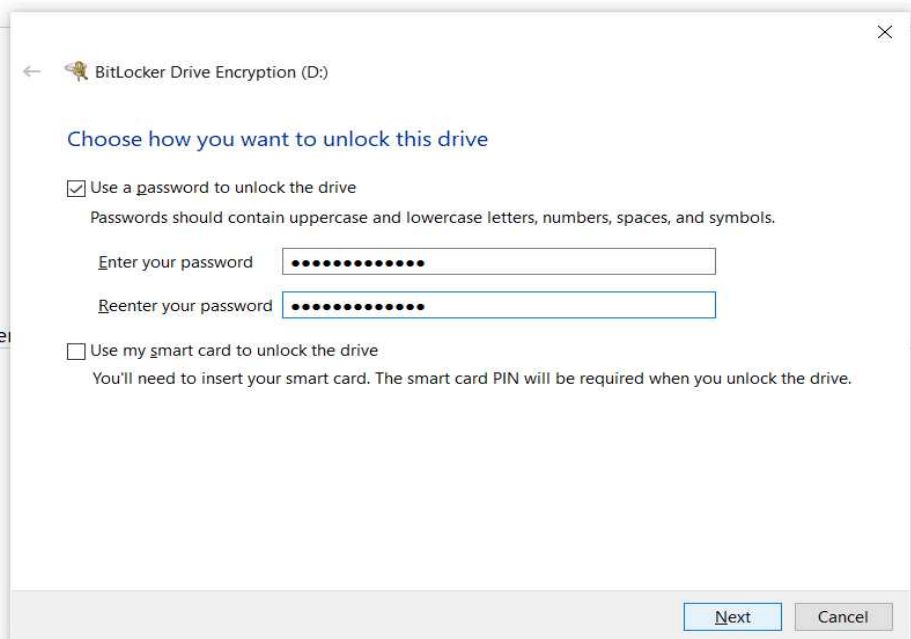 BitLocker Drive Encryption (D:)
Choose how you want to unlock this drive
Use a password to unlock the drive
Passwords should contain uppercase and lowercase letters, numbers, spaces, and symbols.
Enter your password ●●●●●●●●●●●●●
Reenter your password ●●●●●●●●●●●●●
Use my smart card to unlock the drive
You'll need to insert your smart card. The smart card PIN will be required when you unlock the drive.
Next Cancel